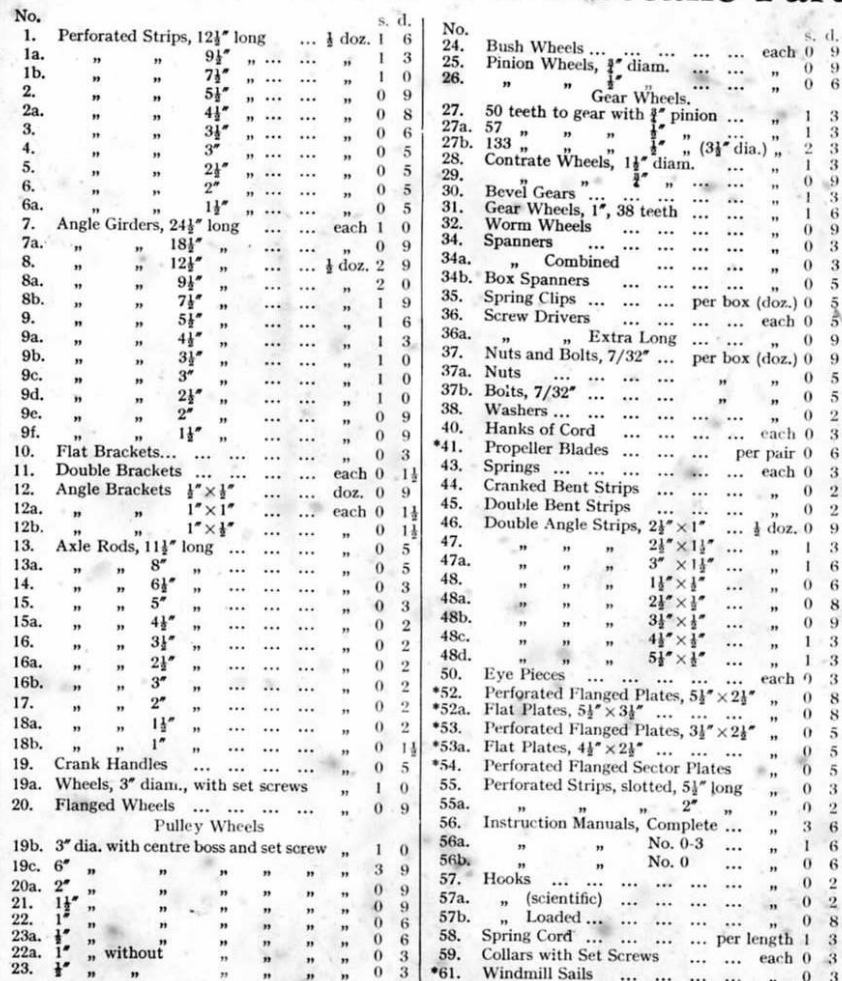 No. s. d.
1. Perforated Strips, 12½″ long ... ½ doz. 1 6
1a. „ „ 9½″ „ ... ... „ 1 3
1b. „ „ 7½″ „ ... ... „ 1 0
2. „ „ 5½″ „ ... ... „ 0 9
2a. „ „ 4½″ „ ... ... „ 0 8
3. „ „ 3½″ „ ... ... „ 0 6
4. „ „ 3″ „ ... ... „ 0 5
5. „ „ 2½″ „ ... ... „ 0 5
6. „ „ 2″ „ ... ... „ 0 5
6a. „ „ 1½″ „ ... ... „ 0 5
7. Angle Girders, 24½″ long ... ... each 1 0
7a. „ „ 18½″ „ ... ... „ 0 9
8. „ „ 12½″ „ ... ½ doz. 2 9
8a. „ „ 9½″ „ ... ... „ 2 0
8b. „ „ 7½″ „ ... ... „ 1 9
9. „ „ 5½″ „ ... ... „ 1 6
9a. „ „ 4½″ „ ... ... „ 1 3
9b. „ „ 3½″ „ ... ... „ 1 0
9c. „ „ 3″ „ ... ... „ 1 0
9d. „ „ 2½″ „ ... ... „ 1 0
9e. „ „ 2″ „ ... ... „ 0 9
9f. „ „ 1½″ „ ... ... „ 0 9
10. Flat Brackets... ... ... ... ... „ 0 3
11. Double Brackets ... ... ... each 0 1½
12. Angle Brackets ½″×½″ ... ... doz. 0 9
12a. „ „ 1″×1″ ... ... each 0 1½
12b. „ „ 1″×½″ ... ... „ 0 1½
13. Axle Rods, 11½″ long ... ... ... „ 0 5
13a. „ „ 8″ „ ... ... ... „ 0 5
14. „ „ 6½″ „ ... ... ... „ 0 3
15. „ „ 5″ „ ... ... ... „ 0 3
15a. „ „ 4½″ „ ... ... ... „ 0 2
16. „ „ 3½″ „ ... ... ... „ 0 2
16a. „ „ 2½″ „ ... ... ... „ 0 2
16b. „ „ 3″ „ ... ... ... „ 0 2
17. „ „ 2″ „ ... ... ... „ 0 2
18a. „ „ 1½″ „ ... ... ... „ 0 2
18b. „ „ 1″ „ ... ... ... „ 0 1½
19. Crank Handles ... ... ... ... „ 0 5
19a. Wheels, 3″ diam., with set screws „ 1 0
20. Flanged Wheels ... ... ... ... „ 0 9
Pulley Wheels
19b. 3″ dia. with centre boss and set screw „ 1 0
19c. 6″ „ „ „ „ „ „ 3 9
20a. 2″ „ „ „ „ „ „ 0 9
21. 1½″ „ „ „ „ „ „ 0 9
22. 1″ „ „ „ „ „ „ 0 6
23a. ½″ „ „ „ „ „ „ 0 6
22a. 1″ „ without „ „ „ „ 0 3
23. ½″ „ „ „ „ „ „ 0 3
No. s. d.
24. Bush Wheels ... ... ... ... each 0 9
25. Pinion Wheels, ¾″ diam. ... ... „ 0 9
26. „ „ ½″ „ ... ... „ 0 6
Gear Wheels.
27. 50 teeth to gear with ¾″ pinion ... „ 1 3
27a. 57 „ „ „ ½″ „ ... „ 1 3
27b. 133 „ „ „ ½″ „ (3½″ dia.) „ 2 3
28. Contrate Wheels, 1½″ diam. ... „ 1 3
29. „ „ ¾″ „ ... ... „ 0 9
30. Bevel Gears ... ... ... ... ... „ 1 3
31. Gear Wheels, 1″, 38 teeth ... ... „ 1 6
32. Worm Wheels ... ... ... ... „ 0 9
34. Spanners ... ... ... ... ... „ 0 3
34a. „ Combined ... ... ... „ 0 3
34b. Box Spanners ... ... ... ... „ 0 5
35. Spring Clips ... ... ... per box (doz.) 0 5
36. Screw Drivers ... ... ... ... each 0 5
36a. „ „ Extra Long ... ... „ 0 9
37. Nuts and Bolts, 7/32″ ... per box (doz.) 0 9
37a. Nuts ... ... ... ... „ „ 0 5
37b. Bolts, 7/32″ ... ... ... „ „ 0 5
38. Washers ... ... ... ... ... ... „ 0 2
40. Hanks of Cord ... ... ... each 0 3
*41. Propeller Blades ... ... per pair 0 6
43. Springs ... ... ... ... ... each 0 3
44. Cranked Bent Strips ... ... ... „ 0 2
45. Double Bent Strips ... ... ... „ 0 2
46. Double Angle Strips, 2½″×1″ ... ½ doz. 0 9
47. „ „ „ 2½″×1½″ ... „ 1 3
47a. „ „ „ 3″ ×1½″ ... „ 1 6
48. „ „ „ 1½″×½″ ... „ 0 6
48a. „ „ „ 2½″×½″ ... „ 0 8
48b. „ „ „ 3½″×½″ ... „ 0 9
48c. „ „ „ 4½″×½″ ... „ 1 3
48d. „ „ „ 5½″×½″ ... „ 1 3
50. Eye Pieces ... ... ... ... each 0 3
*52. Perforated Flanged Plates, 5½″×2½″ „ 0 8
*52a. Flat Plates, 5½″×3½″ ... ... ... „ 0 8
*53. Perforated Flanged Plates, 3½″×2½″ „ 0 5
*53a. Flat Plates, 4½″×2½″ ... ... ... „ 0 5
*54. Perforated Flanged Sector Plates „ 0 5
55. Perforated Strips, slotted, 5½″ long „ 0 3
55a. „ „ „ 2″ „ „ 0 2
56. Instruction Manuals, Complete ... „ 3 6
56a. „ „ No. 0-3 ... „ 1 6
56b. „ „ No. 0 ... „ 0 6
57. Hooks ... ... ... ... ... ... „ 0 2
57a. „ (scientific) ... ... ... ... „ 0 2
57b. „ Loaded ... ... ... ... ... „ 0 8
58. Spring Cord ... ... ... per length 1 3
59. Collars with Set Screws ... ... each 0 3
*61. Windmill Sails ... ... ... ... „ 0 3